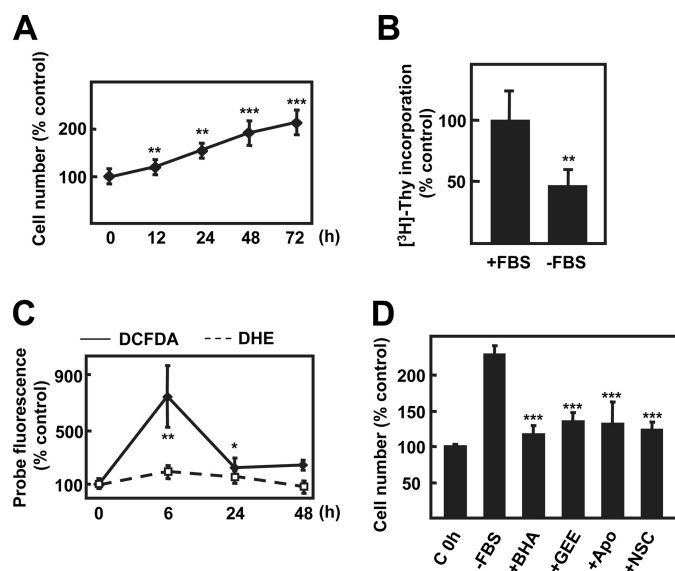 A
Cell number (% control)
200
100
** ** *** ***
0 12 24 48 72 (h)
B
[³H]-Thy incorporation
(% control)
100
50
**
+FBS -FBS
C
DCFDA DHE
Probe fluorescence
(% control)
900
500
100
** *
0 6 24 48 (h)
D
Cell number (% control)
200
150
100
50
*** *** *** ***
C 0h -FBS +BHA +GEE +Apo +NSC